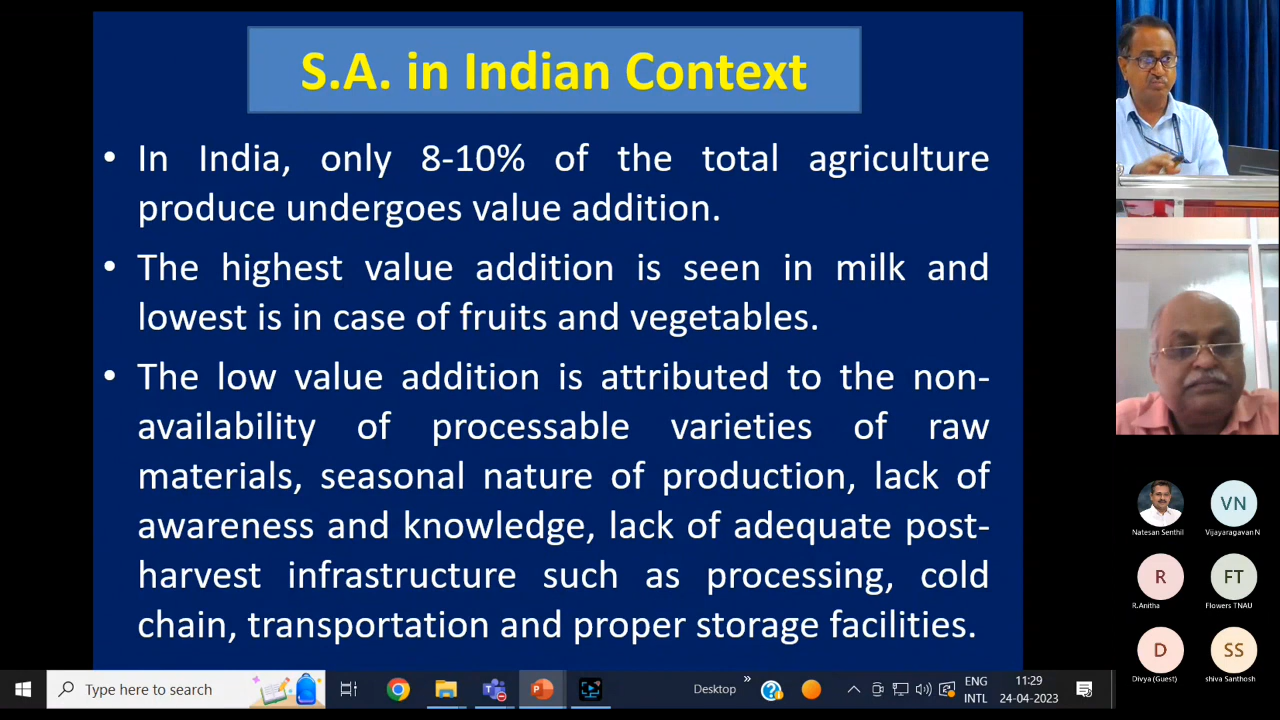 S.A. in Indian Context
• In India, only 8-10% of the total agriculture
produce undergoes value addition.
• The highest value addition is seen in milk and
lowest is in case of fruits and vegetables.
• The low value addition is attributed to the non-
availability of processable varieties of raw
materials, seasonal nature of production, lack of
awareness and knowledge, lack of adequate post-
harvest infrastructure such as processing, cold
chain, transportation and proper storage facilities.
VN
Natesan Senthil
Vijayaragavan N
R
FT
R.Anitha
Flowers TNAU
D
SS
Divya (Guest)
shiva Santhosh
Type here to search
Desktop
»
ENG
INTL
11:29
24-04-2023